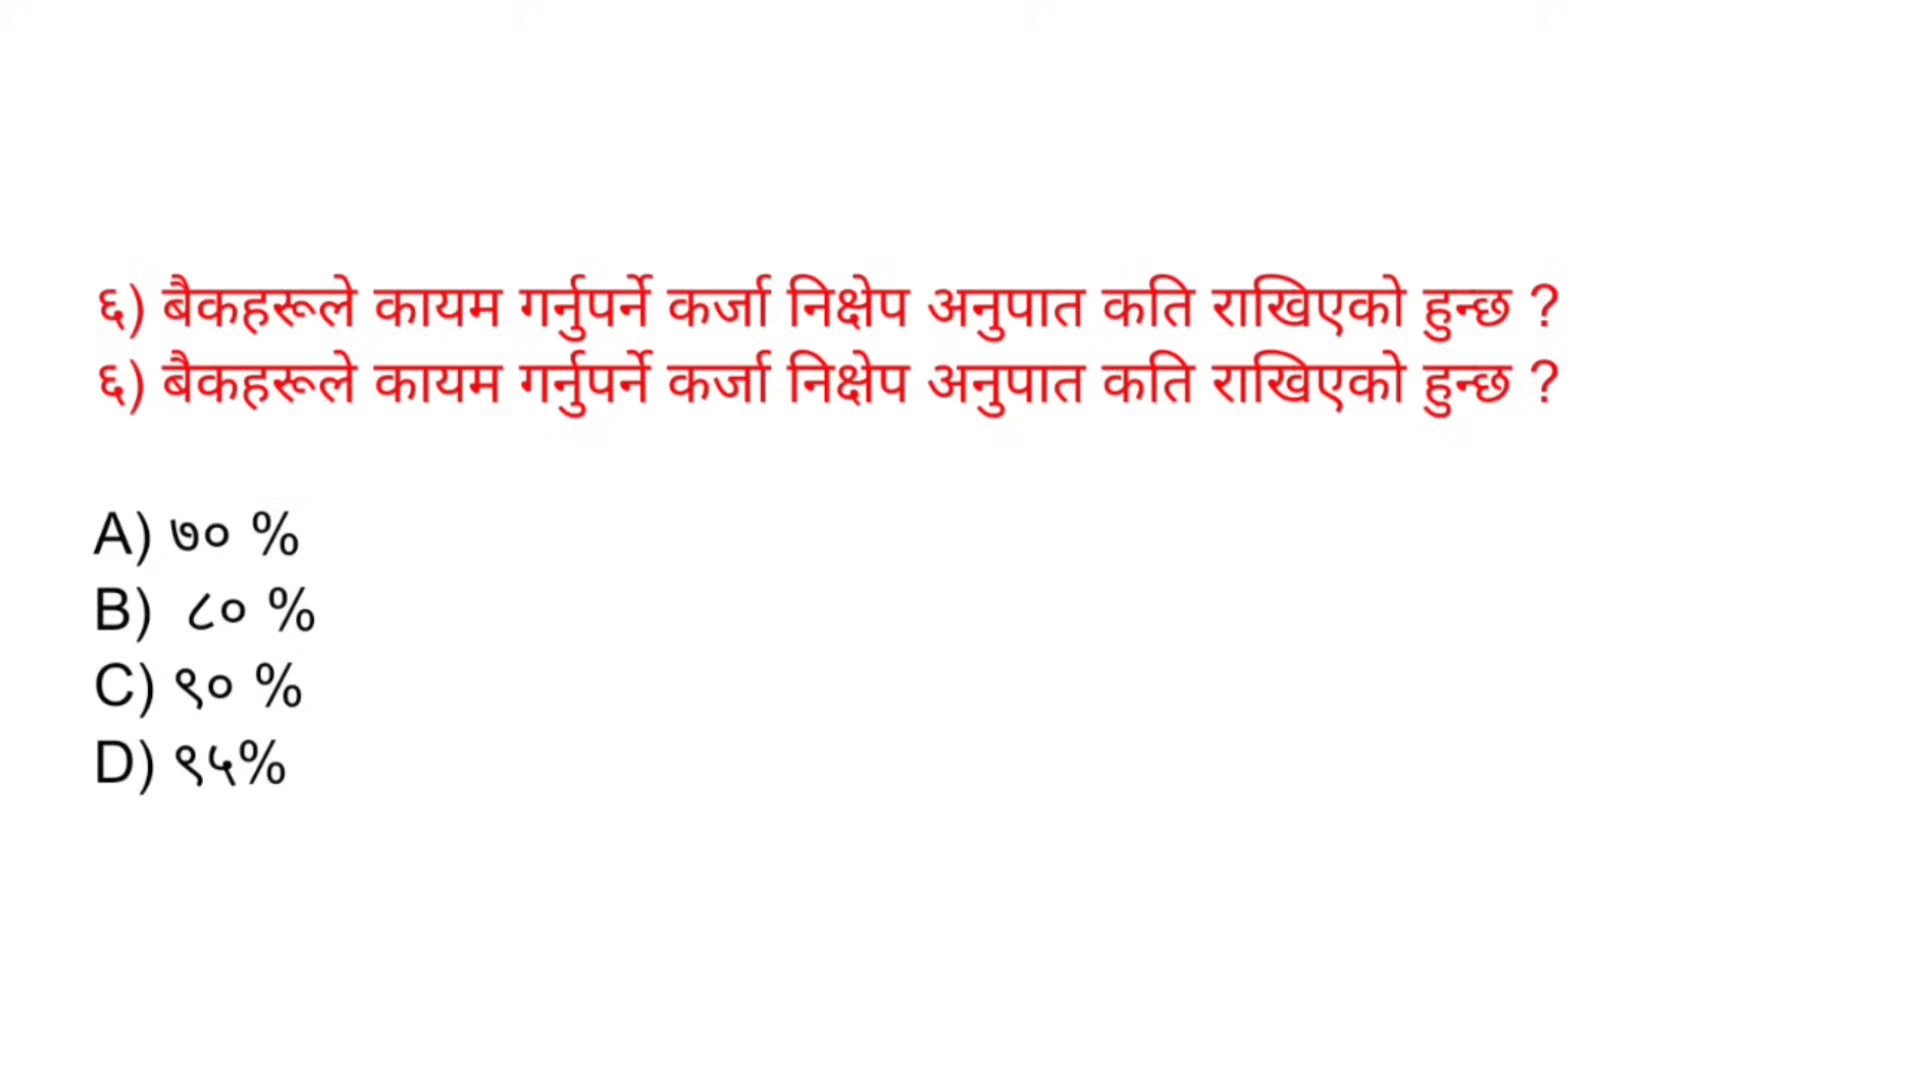 ६) बैकहरूले कायम गर्नुपर्ने कर्जा निक्षेप अनुपात कति राखिएको हुन्छ ?
६) बैकहरूले कायम गर्नुपर्ने कर्जा निक्षेप अनुपात कति राखिएको हुन्छ ?
A) ७० %
B) ८० %
C) ९० %
D) ९५%